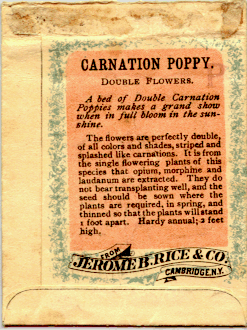 CARNATION POPPY.
DOUBLE FLOWERS.
A bed of Double Carnation
Poppies makes a grand show
when in full bloom in the sun-
shine.
The flowers are perfectly double,
of all colors and shades, striped and
splashed like carnations. It is from
the single flowering plants of this
species that opium, morphine and
laudanum are extracted. They do
not bear transplanting well, and the
seed should be sown where the
plants are required, in spring, and
thinned so that the plants will stand
1 foot apart. Hardy annual; 2 feet
high.
FROM
JEROME B. RICE & CO.
CAMBRIDGE, N.Y.